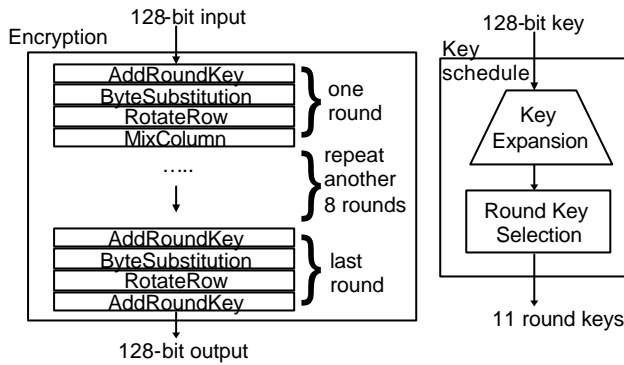 128-bit input
Encryption
AddRoundKey
ByteSubstitution
RotateRow
MixColumn
one
round
.....
repeat
another
8 rounds
AddRoundKey
ByteSubstitution
RotateRow
AddRoundKey
last
round
128-bit output
128-bit key
Key
schedule
Key
Expansion
Round Key
Selection
11 round keys